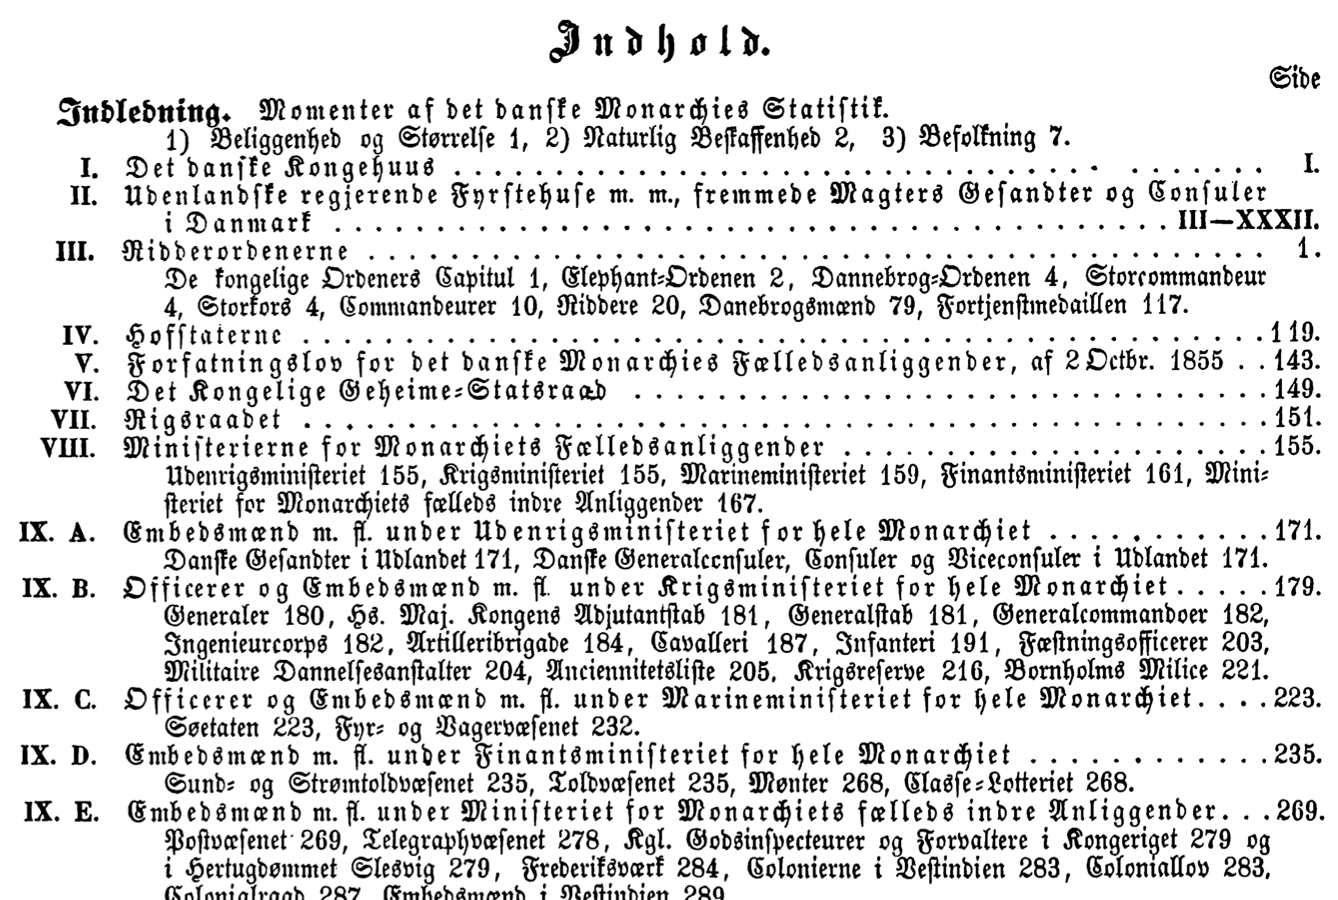 Indhold.
Side
Indledning. Momenter af det danske Monarchies Statistik.
1) Beliggenhed og Størrelse 1, 2) Naturlig Beskaffenhed 2, 3) Befolkning 7.
I. Det danske Kongehuus . . . . . . . . . . . . . . . . . . . . . . . . . . . . . . I.
II. Udenlandske regjerende Fyrstehuse m. m., fremmede Magters Gesandter og Consuler
i Danmark . . . . . . . . . . . . . . . . . . . . . . . . . . . . . . III—XXXII.
III. Ridderordenerne . . . . . . . . . . . . . . . . . . . . . . . . . . . . . . 1.
De kongelige Ordeners Capitul 1, Elephant-Ordenen 2, Dannebrog-Ordenen 4, Storcommandeur
4, Storkors 4, Commandeurer 10, Riddere 20, Danebrogsmænd 79, Fortjenstmedaillen 117.
IV. Hofstaterne . . . . . . . . . . . . . . . . . . . . . . . . . . . . . . 119.
V. Forfatningslov for det danske Monarchies Fælledsanliggender, af 2 Octbr. 1855 . . 143.
VI. Det Kongelige Geheime-Statsraad . . . . . . . . . . . . . . . . . . . . . . 149.
VII. Rigsraadet . . . . . . . . . . . . . . . . . . . . . . . . . . . . . . 151.
VIII. Ministerierne for Monarchiets Fælledsanliggender . . . . . . . . . . . . . . . 155.
Udenrigsministeriet 155, Krigsministeriet 155, Marineministeriet 159, Finantsministeriet 161, Mini-
steriet for Monarchiets fælleds indre Anliggender 167.
IX. A. Embedsmænd m. fl. under Udenrigsministeriet for hele Monarchiet . . . . . . . . 171.
Danske Gesandter i Udlandet 171, Danske Generalconsuler, Consuler og Viceconsuler i Udlandet 171.
IX. B. Officerer og Embedsmænd m. fl. under Krigsministeriet for hele Monarchiet . . . . . 179.
Generaler 180, Hs. Maj. Kongens Adjutantstab 181, Generalstab 181, Generalcommandoer 182,
Ingenieurcorps 182, Artilleribrigade 184, Cavalleri 187, Infanteri 191, Fæstningsofficerer 203,
Militaire Dannelsesanstalter 204, Anciennitetsliste 205, Krigsreserve 216, Bornholms Milice 221.
IX. C. Officerer og Embedsmænd m. fl. under Marineministeriet for hele Monarchiet . . . . 223.
Søetaten 223, Fyr- og Vagervæsenet 232.
IX. D. Embedsmænd m. fl. under Finantsministeriet for hele Monarchiet . . . . . . . . . 235.
Sund- og Strømtoldvæsenet 235, Toldvæsenet 235, Mønter 268, Classe-Lotteriet 268.
IX. E. Embedsmænd m. fl. under Ministeriet for Monarchiets fælleds indre Anliggender. . . 269.
Postvæsenet 269, Telegraphvæsenet 278, Kgl. Godsinspecteurer og Forvaltere i Kongeriget 279 og
i Hertugdømmet Slesvig 279, Frederiksværk 284, Colonierne i Vestindien 283, Coloniallov 283,
Colonialraad 287, Embedsmænd i Vestindien 289